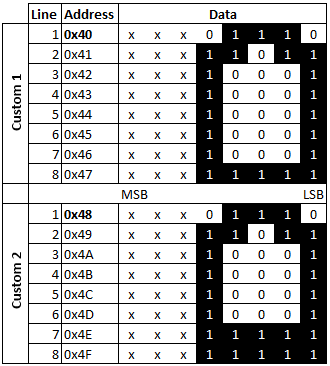 Line Address Data
Custom 1
1 0x40 x x x 0 1 1 1 0
2 0x41 x x x 1 1 0 1 1
3 0x42 x x x 1 0 0 0 1
4 0x43 x x x 1 0 0 0 1
5 0x44 x x x 1 0 0 0 1
6 0x45 x x x 1 0 0 0 1
7 0x46 x x x 1 0 0 0 1
8 0x47 x x x 1 1 1 1 1
MSB LSB
Custom 2
1 0x48 x x x 0 1 1 1 0
2 0x49 x x x 1 1 0 1 1
3 0x4A x x x 1 0 0 0 1
4 0x4B x x x 1 0 0 0 1
5 0x4C x x x 1 0 0 0 1
6 0x4D x x x 1 0 0 0 1
7 0x4E x x x 1 1 1 1 1
8 0x4F x x x 1 1 1 1 1